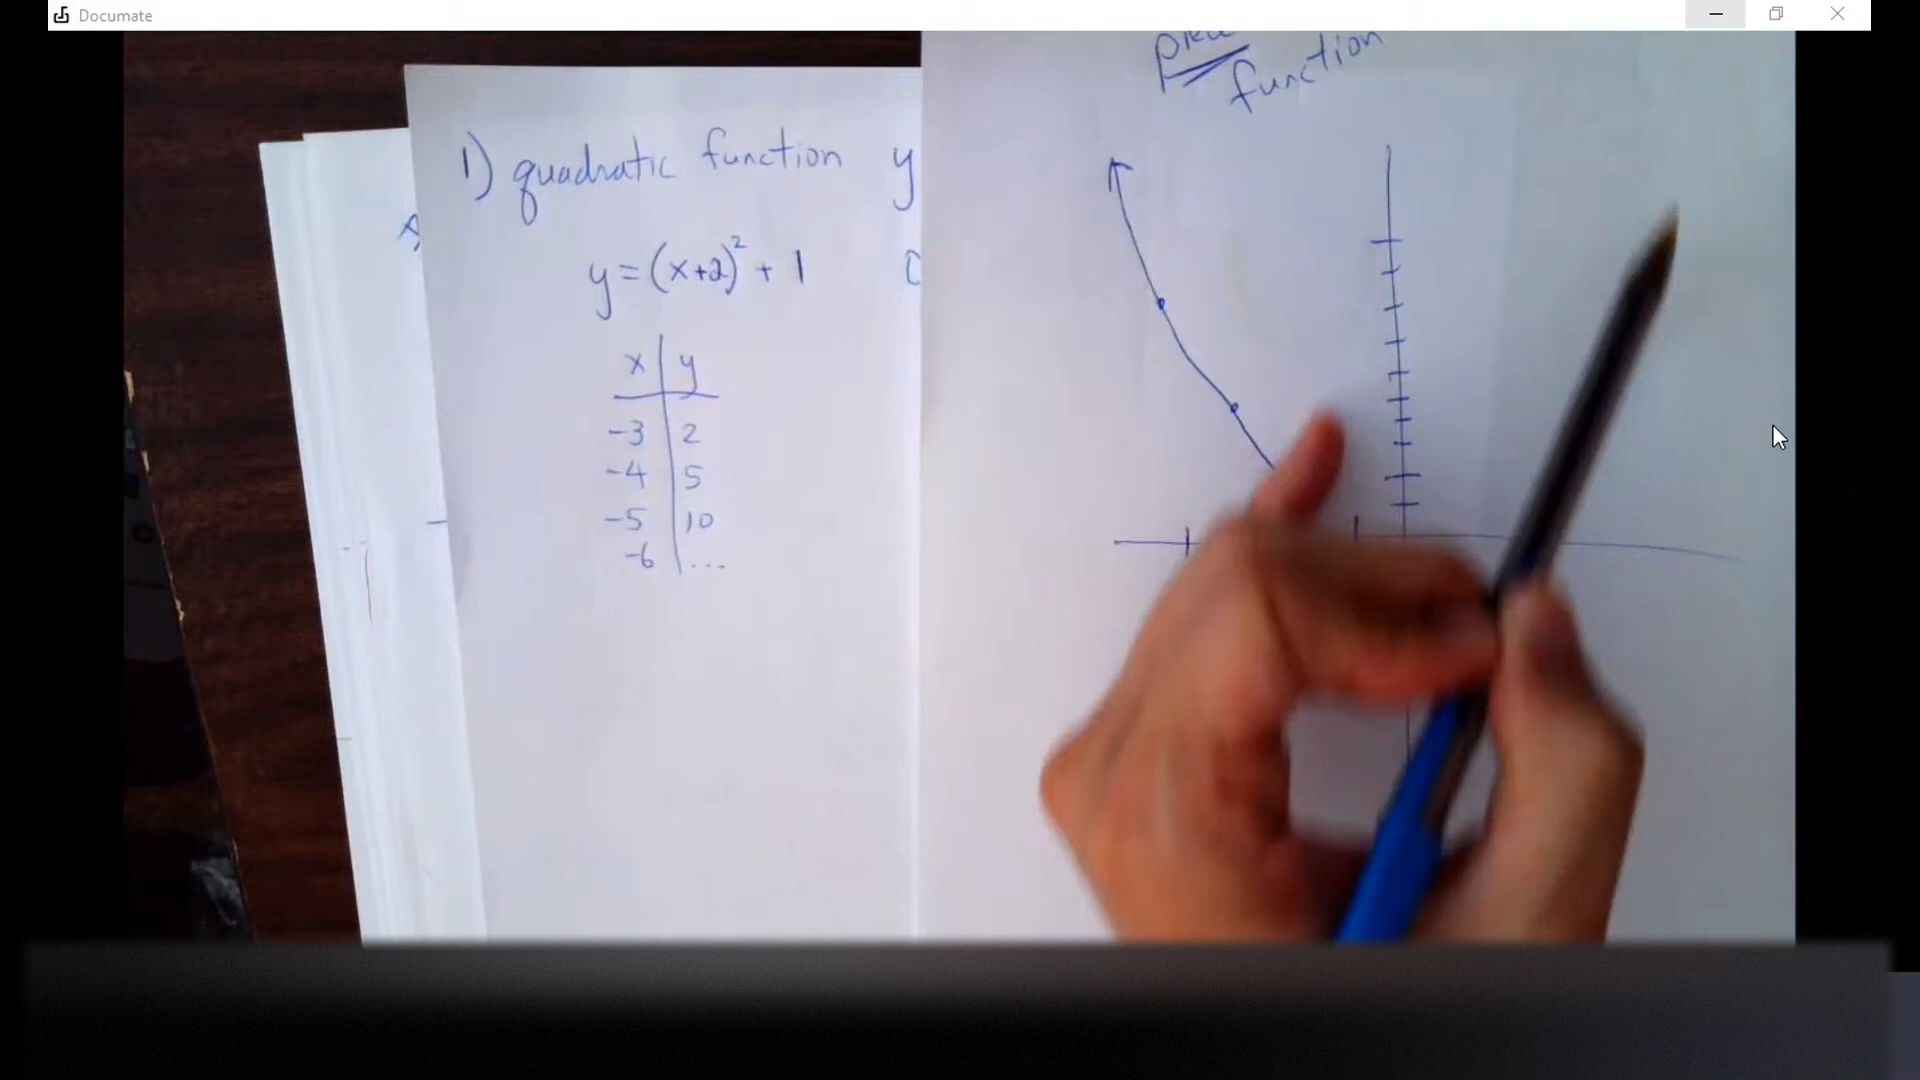 Documate
function
1) quadratic function y
y = (x+2)² + 1
x | y
-3 | 2
-4 | 5
-5 | 10
-6 | ...